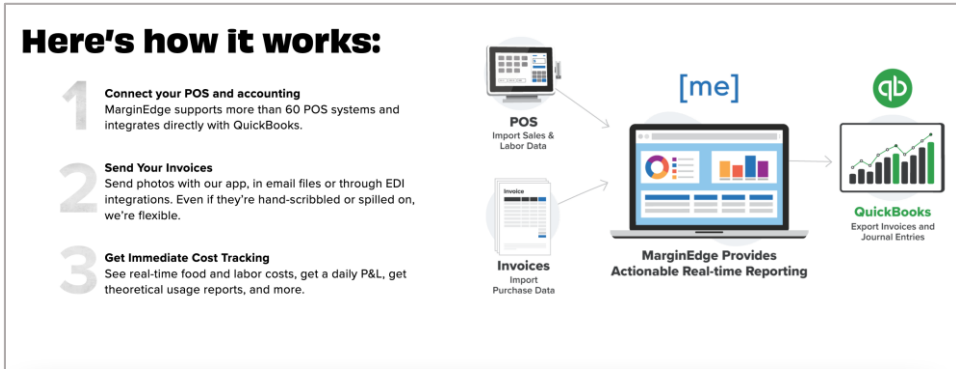 Here's how it works:
1
Connect your POS and accounting
MarginEdge supports more than 60 POS systems and
integrates directly with QuickBooks.
2
Send Your Invoices
Send photos with our app, in email files or through EDI
integrations. Even if they're hand-scribbled or spilled on,
we're flexible.
3
Get Immediate Cost Tracking
See real-time food and labor costs, get a daily P&L, get
theoretical usage reports, and more.
POS
Import Sales &
Labor Data
Invoice
Invoices
Import
Purchase Data
[me]
MarginEdge Provides
Actionable Real-time Reporting
qb
QuickBooks
Export Invoices and
Journal Entries